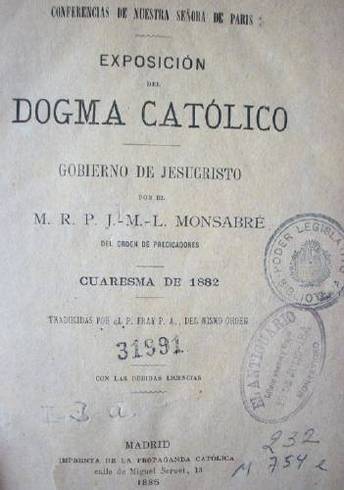 CONFERENCIAS DE NUESTRA SEÑORA DE PARIS
EXPOSICIÓN
DEL
DOGMA CATÓLICO
GOBIERNO DE JESUCRISTO
POR EL
M. R. P. J.-M.-L. MONSABRÉ
DEL ORDEN DE PREDICADORES
CUARESMA DE 1882
TRADUCIDAS POR EL P. FRAY P. A., DEL MISMO ORDEN
31991
CON LAS DEBIDAS LICENCIAS
PODER LEGISLATIVO
EL ANTICUARIO
MADRID
IMPRENTA DE LA PROPAGANDA CATÓLICA
calle de Miguel Servet, 13
1885
232
M 754 e